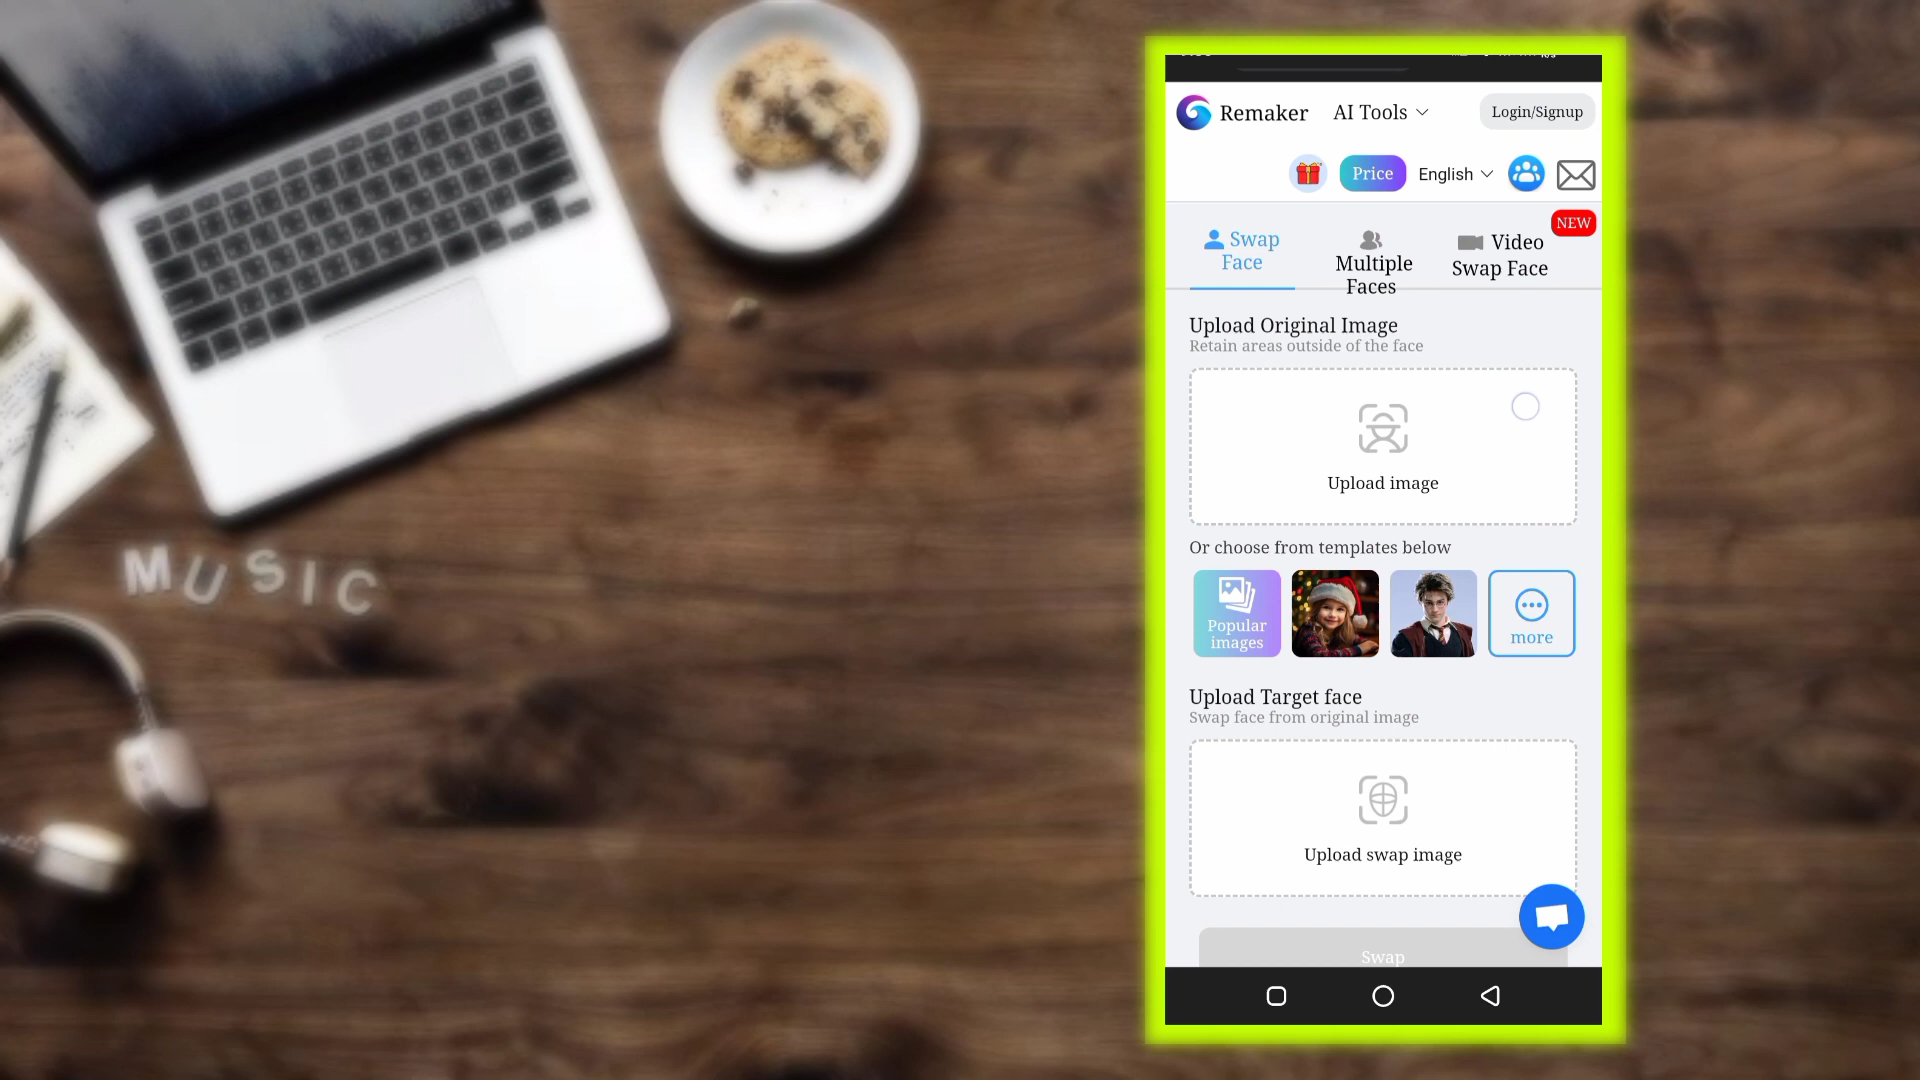 MUSIC
Remaker
AI Tools
Login/Signup
Price
English
NEW
Swap
Face
Multiple
Faces
Video
Swap Face
Upload Original Image
Retain areas outside of the face
Upload image
Or choose from templates below
Popular
images
more
Upload Target face
Swap face from original image
Upload swap image
Swap